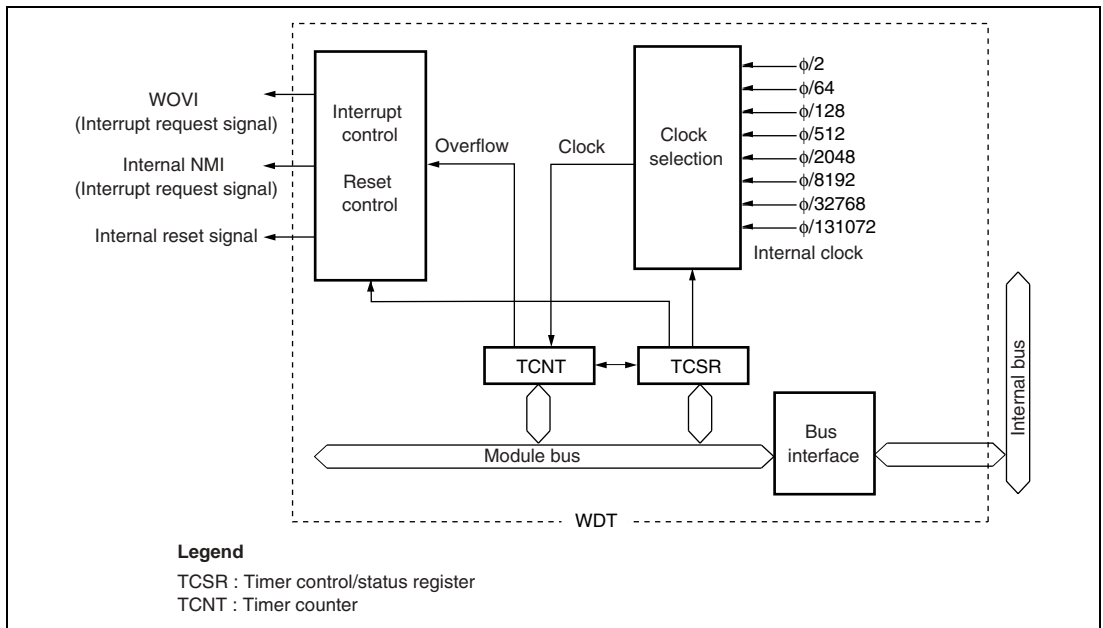 WOVI
(Interrupt request signal)
Internal NMI
(Interrupt request signal)
Internal reset signal
Interrupt
control
Reset
control
Overflow
Clock
Clock
selection
ϕ/2
ϕ/64
ϕ/128
ϕ/512
ϕ/2048
ϕ/8192
ϕ/32768
ϕ/131072
Internal clock
TCNT
TCSR
Module bus
Bus
interface
Internal bus
WDT
Legend
TCSR : Timer control/status register
TCNT : Timer counter